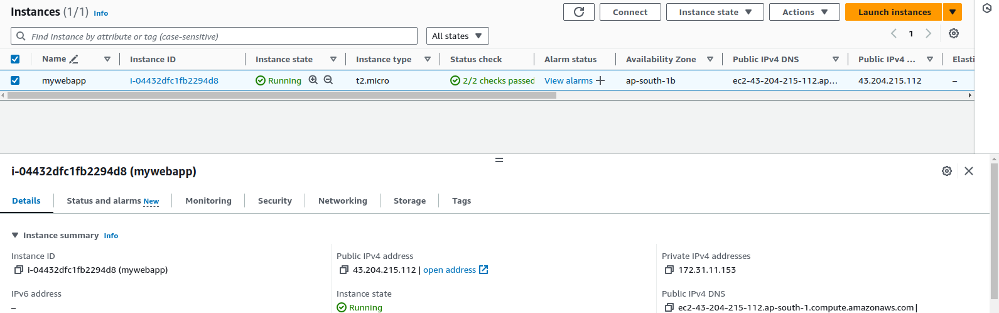 Instances (1/1) Info Connect Instance state Actions Launch instances
Find Instance by attribute or tag (case-sensitive) All states 1
Name Instance ID Instance state Instance type Status check Alarm status Availability Zone Public IPv4 DNS Public IPv4 ... Elasti
mywebapp i-04432dfc1fb2294d8 Running t2.micro 2/2 checks passed View alarms + ap-south-1b ec2-43-204-215-112.ap... 43.204.215.112 –
i-04432dfc1fb2294d8 (mywebapp)
Details Status and alarms New Monitoring Security Networking Storage Tags
Instance summary Info
Instance ID Public IPv4 address Private IPv4 addresses
i-04432dfc1fb2294d8 (mywebapp) 43.204.215.112 | open address 172.31.11.153
IPv6 address Instance state Public IPv4 DNS
– Running ec2-43-204-215-112.ap-south-1.compute.amazonaws.com |